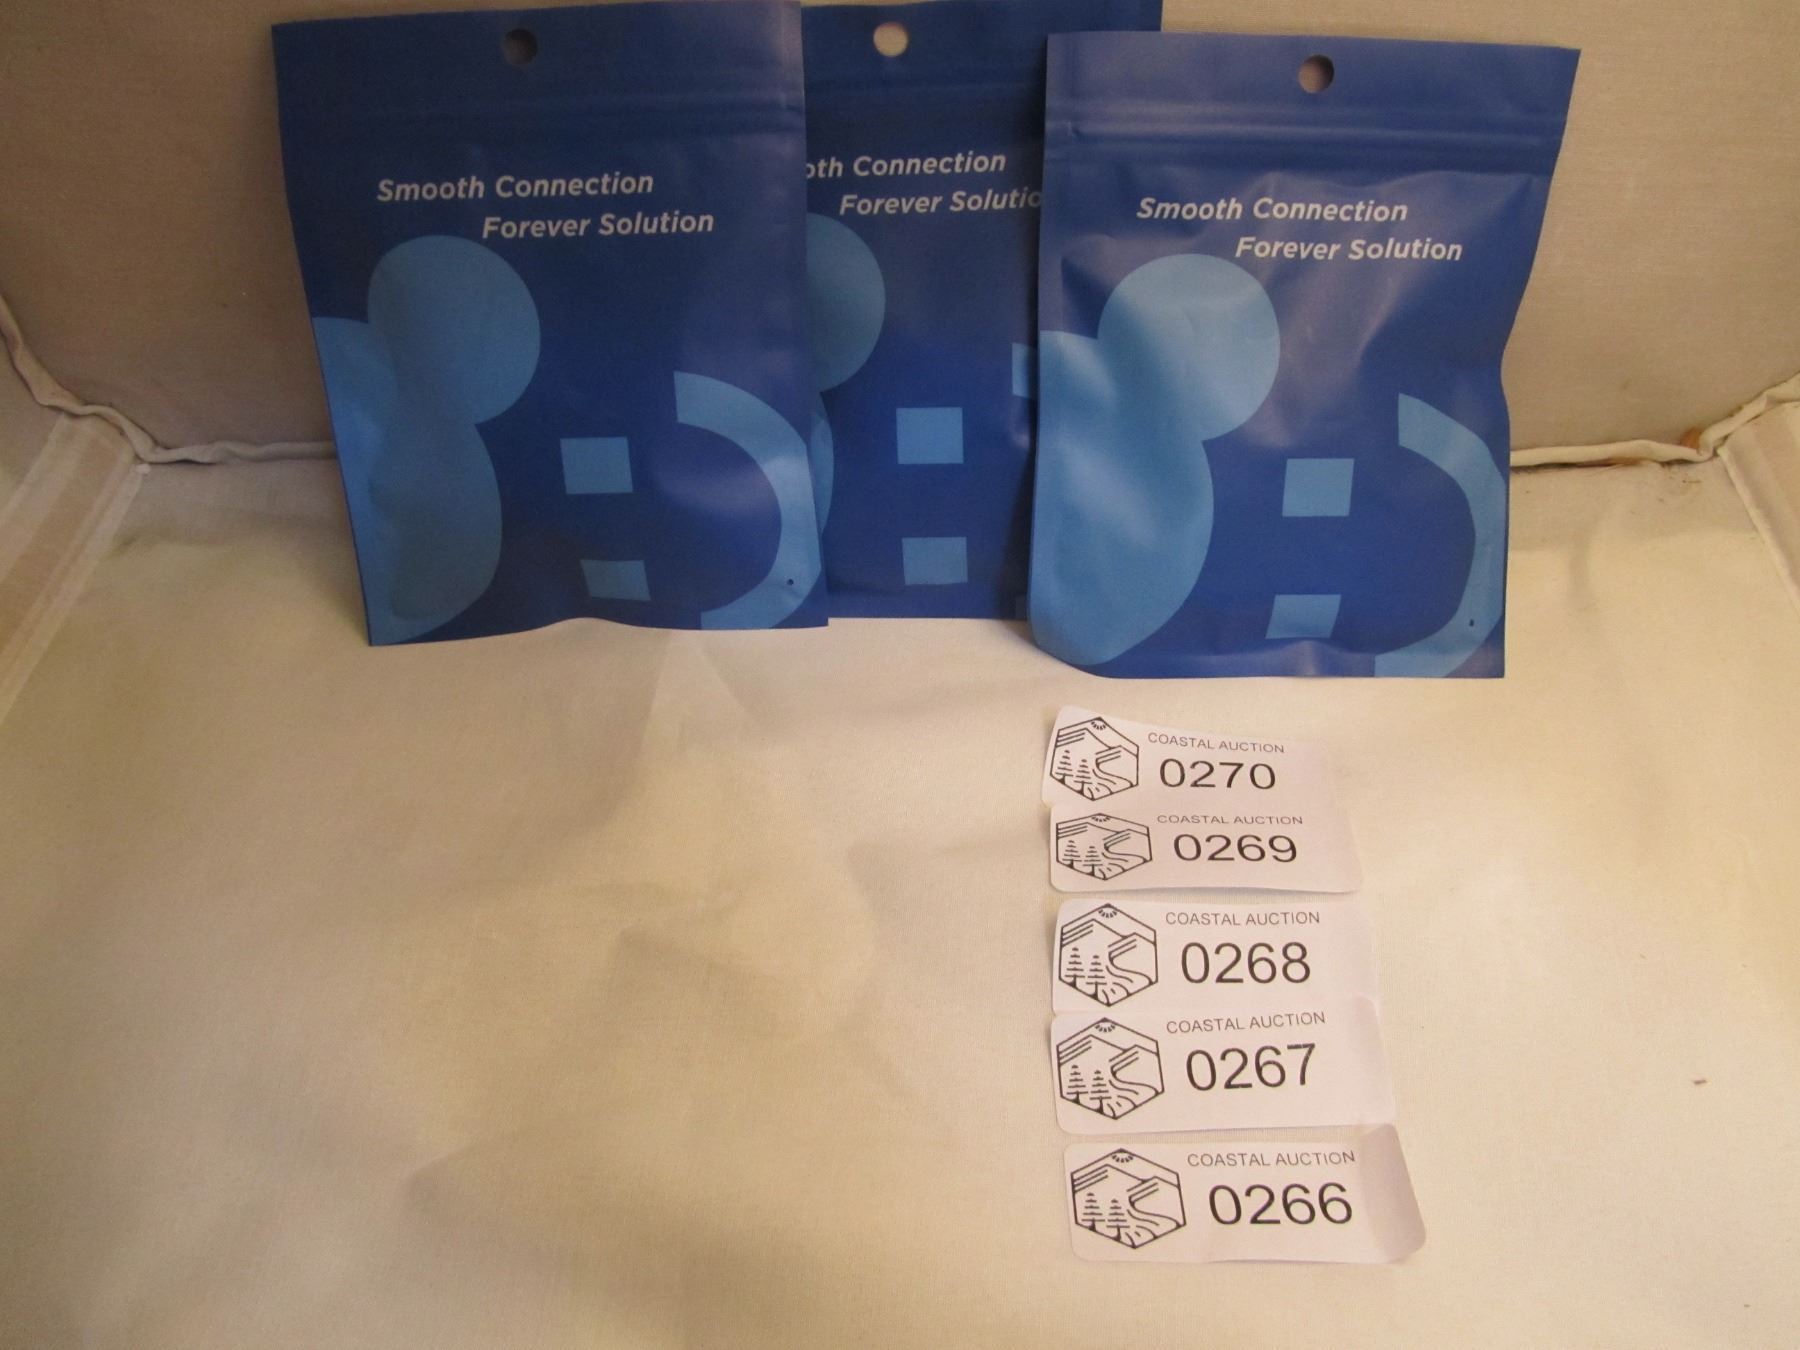 Smooth Connection
Forever Solution
oth Connection
Forever Solutio
Smooth Connection
Forever Solution
COASTAL AUCTION
0270
COASTAL AUCTION
0269
COASTAL AUCTION
0268
COASTAL AUCTION
0267
COASTAL AUCTION
0266